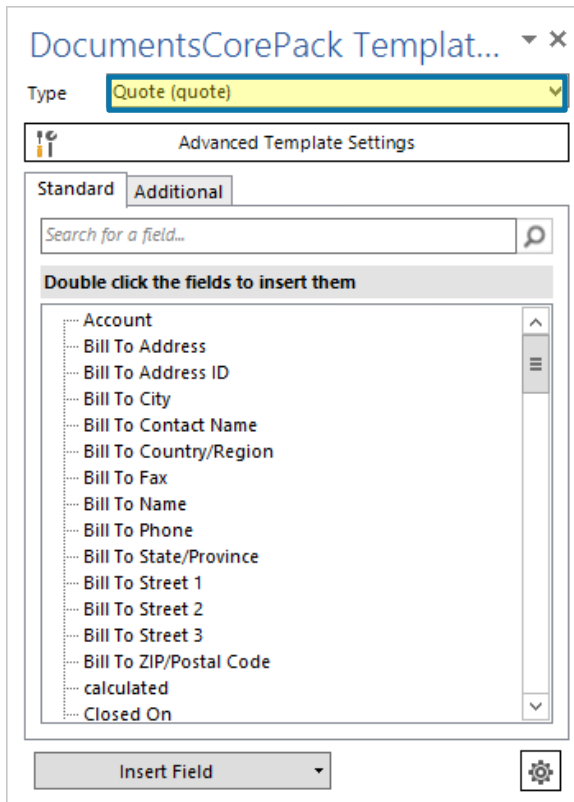 DocumentsCorePack Templat...
Type Quote (quote)
Advanced Template Settings
Standard Additional
Search for a field...
Double click the fields to insert them
Account
Bill To Address
Bill To Address ID
Bill To City
Bill To Contact Name
Bill To Country/Region
Bill To Fax
Bill To Name
Bill To Phone
Bill To State/Province
Bill To Street 1
Bill To Street 2
Bill To Street 3
Bill To ZIP/Postal Code
calculated
Closed On
Insert Field